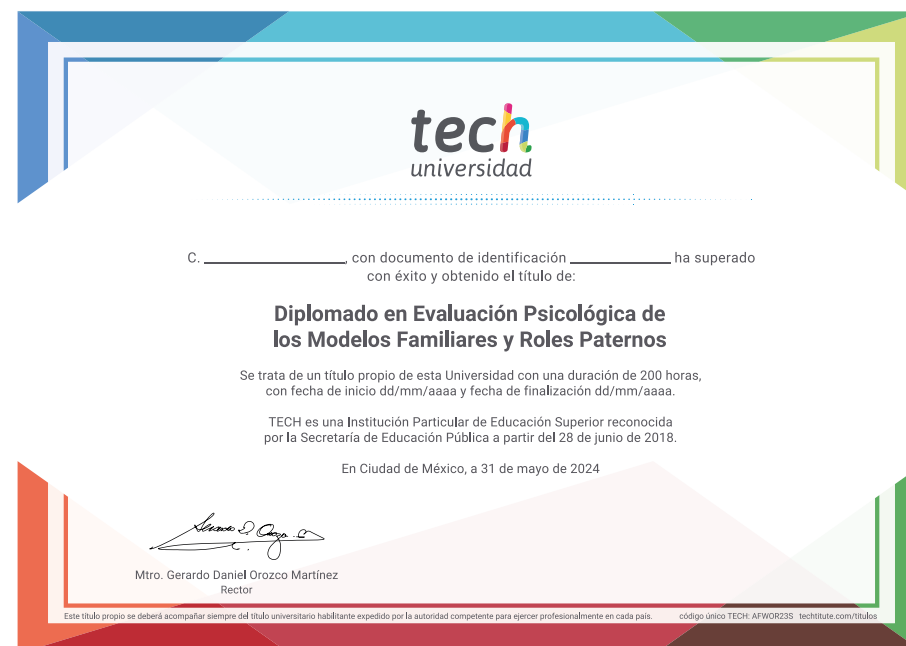 tech
universidad
C. ____________________, con documento de identificación ______________ ha superado
con éxito y obtenido el título de:
Diplomado en Evaluación Psicológica de
los Modelos Familiares y Roles Paternos
Se trata de un título propio de esta Universidad con una duración de 200 horas,
con fecha de inicio dd/mm/aaaa y fecha de finalización dd/mm/aaaa.
TECH es una Institución Particular de Educación Superior reconocida
por la Secretaría de Educación Pública a partir del 28 de junio de 2018.
En Ciudad de México, a 31 de mayo de 2024
Mtro. Gerardo Daniel Orozco Martínez
Rector
Este título propio se deberá acompañar siempre del título universitario habilitante expedido por la autoridad competente para ejercer profesionalmente en cada país. código único TECH: AFWOR23S techtitute.com/titulos